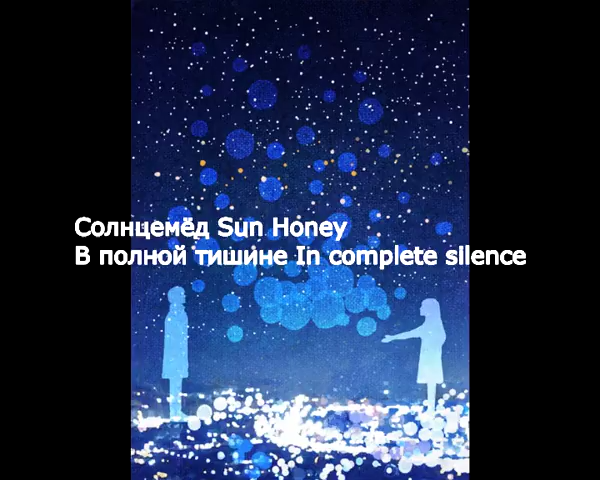 Солнцемёд Sun Honey
В полной тишине In complete silence